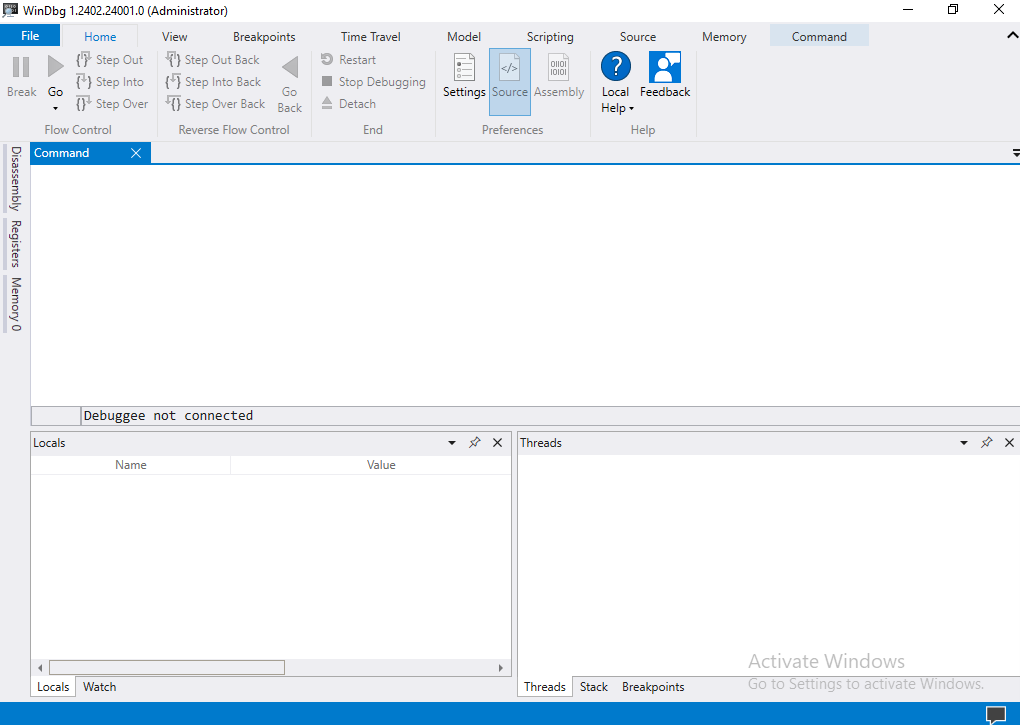 WinDbg 1.2402.24001.0 (Administrator)
File Home View Breakpoints Time Travel Model Scripting Source Memory Command
Break
Go
Step Out
Step Into
Step Over
Flow Control
Step Out Back
Step Into Back
Step Over Back
Go
Back
Reverse Flow Control
Restart
Stop Debugging
Detach
End
Settings
Source
Assembly
Preferences
Local
Help
Feedback
Help
Command
Disassembly
Registers
Memory 0
Debuggee not connected
Locals
Name Value
Locals Watch
Threads
Threads Stack Breakpoints
Activate Windows
Go to Settings to activate Windows.